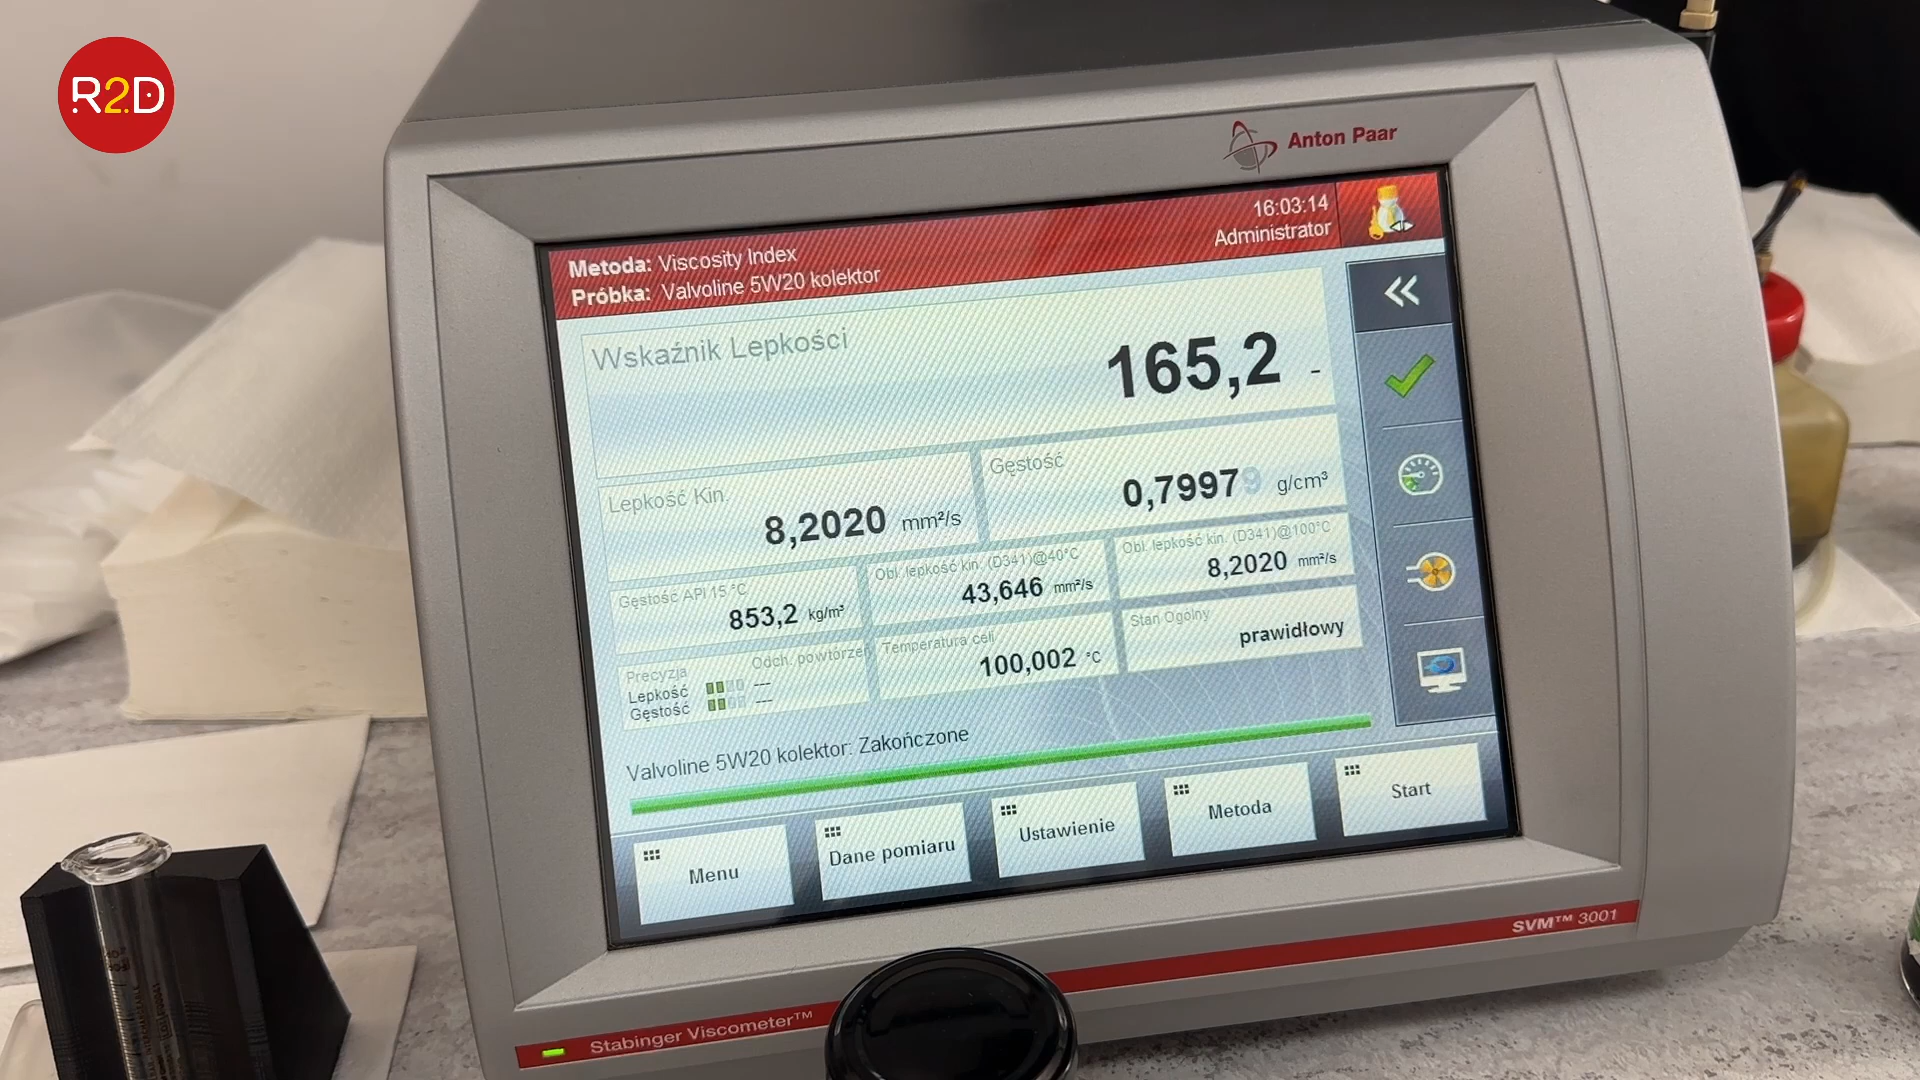 R2D
Anton Paar
Metoda: Viscosity Index
Próbka: Valvoline 5W20 kolektor
16:03:14
Administrator
Wskaźnik Lepkości
165,2 -
Lepkość Kin.
8,2020 mm²/s
Gęstość
0,79979 g/cm³
Gęstość API 15 °C
853,2 kg/m³
Obl. lepkość kin. (D341)@40°C
43,646 mm²/s
Obl. lepkość kin. (D341)@100°C
8,2020 mm²/s
Precyzja Odch. powtórzeń
Lepkość ---
Gęstość ---
Temperatura celi
100,002 °C
Stan Ogólny
prawidłowy
Valvoline 5W20 kolektor: Zakończone
Menu
Dane pomiaru
Ustawienie
Metoda
Start
SVM™ 3001
Stabinger Viscometer™